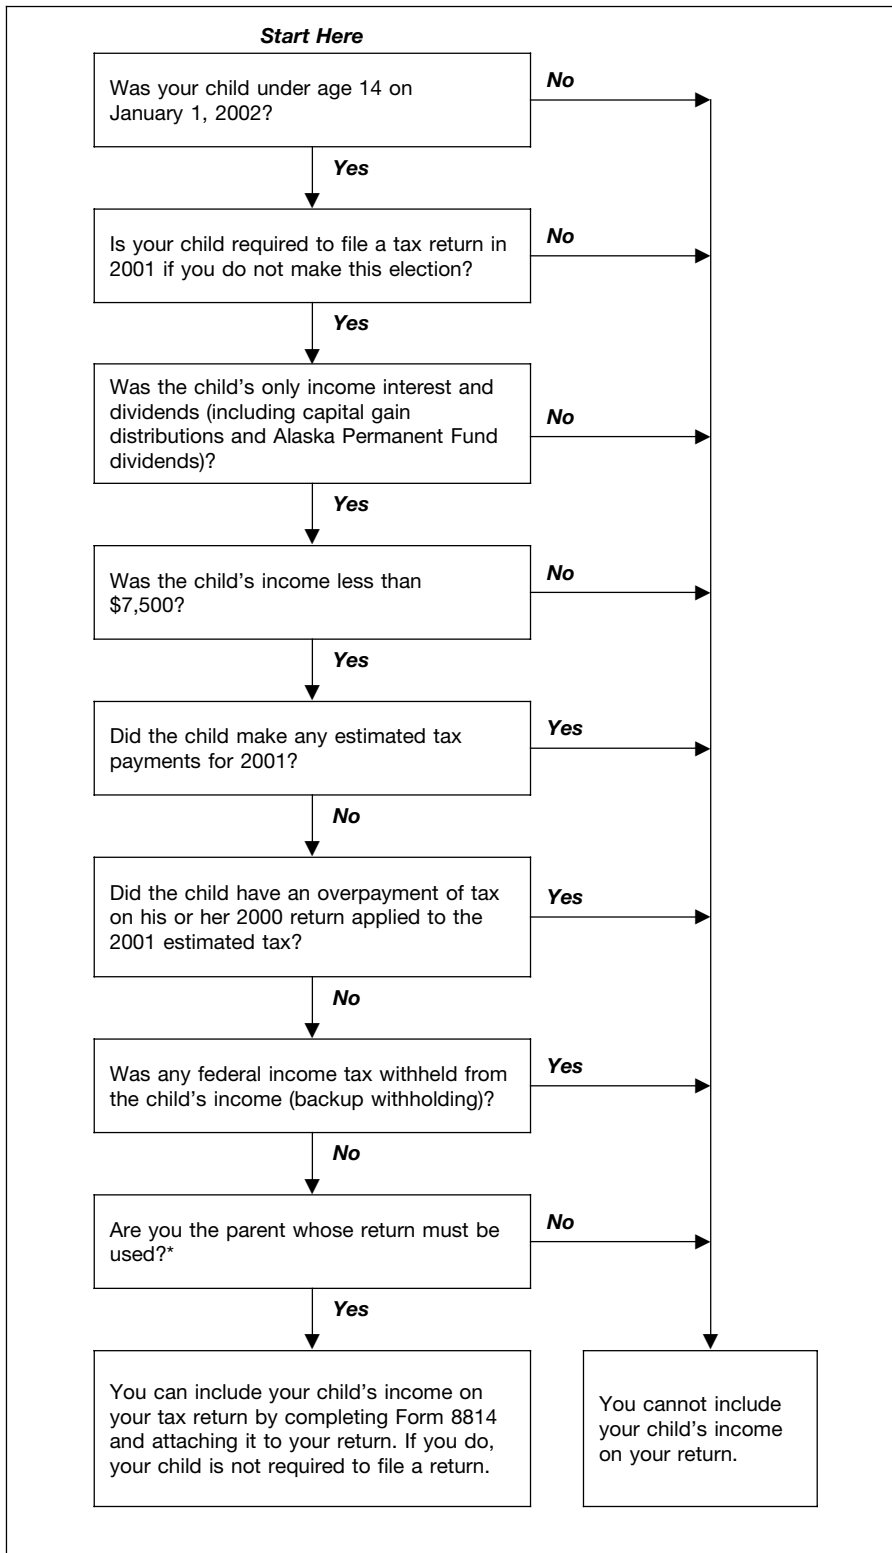 Start Here
Was your child under age 14 on
January 1, 2002?
No
Yes
Is your child required to file a tax return in
2001 if you do not make this election?
No
Yes
Was the child's only income interest and
dividends (including capital gain
distributions and Alaska Permanent Fund
dividends)?
No
Yes
Was the child's income less than
$7,500?
No
Yes
Did the child make any estimated tax
payments for 2001?
Yes
No
Did the child have an overpayment of tax
on his or her 2000 return applied to the
2001 estimated tax?
Yes
No
Was any federal income tax withheld from
the child's income (backup withholding)?
Yes
No
Are you the parent whose return must be
used?*
No
Yes
You can include your child's income on
your tax return by completing Form 8814
and attaching it to your return. If you do,
your child is not required to file a return.
You cannot include
your child's income
on your return.